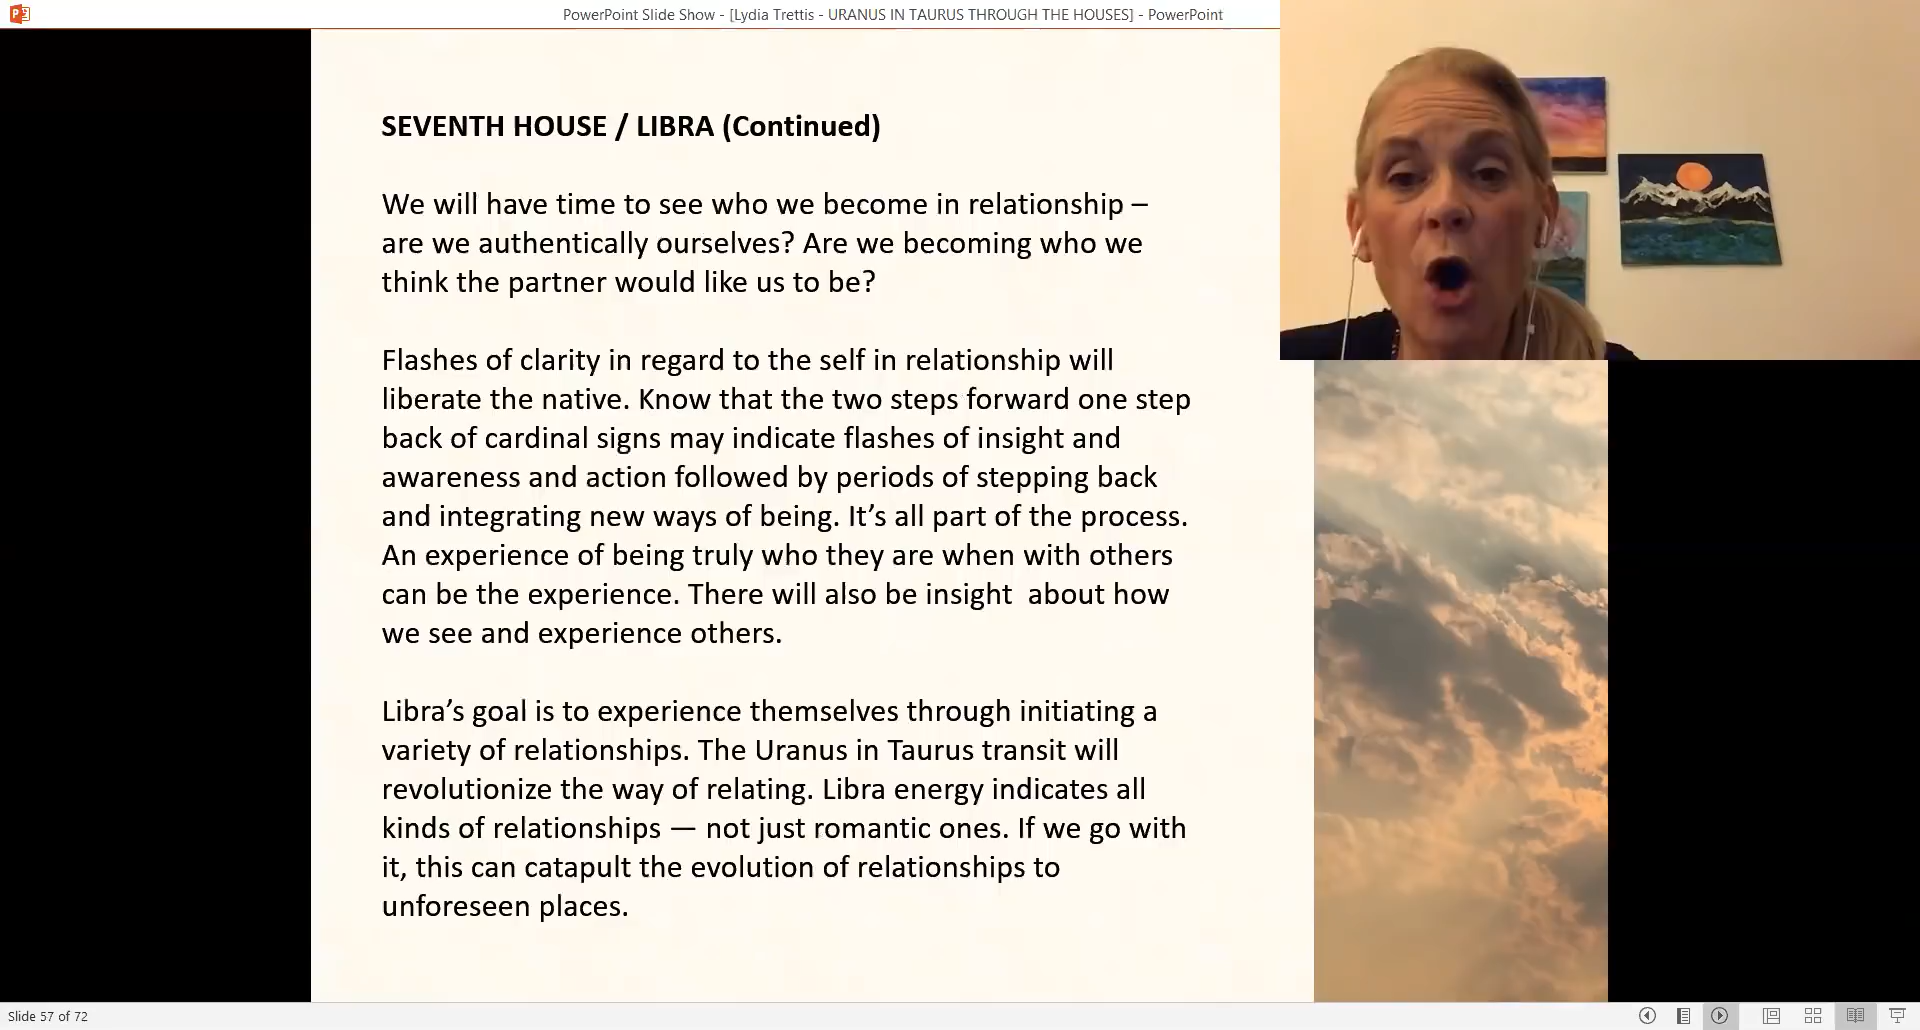 PowerPoint Slide Show - [Lydia Trettis - URANUS IN TAURUS THROUGH THE HOUSES] - PowerPoint
SEVENTH HOUSE / LIBRA (Continued)
We will have time to see who we become in relationship –
are we authentically ourselves? Are we becoming who we
think the partner would like us to be?
Flashes of clarity in regard to the self in relationship will
liberate the native. Know that the two steps forward one step
back of cardinal signs may indicate flashes of insight and
awareness and action followed by periods of stepping back
and integrating new ways of being. It’s all part of the process.
An experience of being truly who they are when with others
can be the experience. There will also be insight  about how
we see and experience others.
Libra’s goal is to experience themselves through initiating a
variety of relationships. The Uranus in Taurus transit will
revolutionize the way of relating. Libra energy indicates all
kinds of relationships — not just romantic ones. If we go with
it, this can catapult the evolution of relationships to
unforeseen places.
Slide 57 of 72